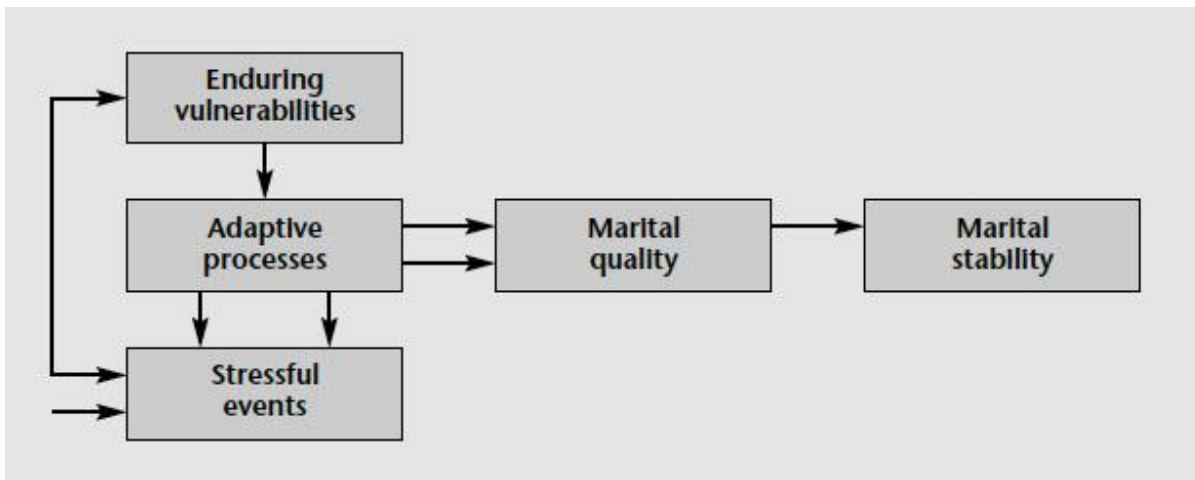 Enduring
vulnerabilities
Adaptive
processes
Marital
quality
Marital
stability
Stressful
events